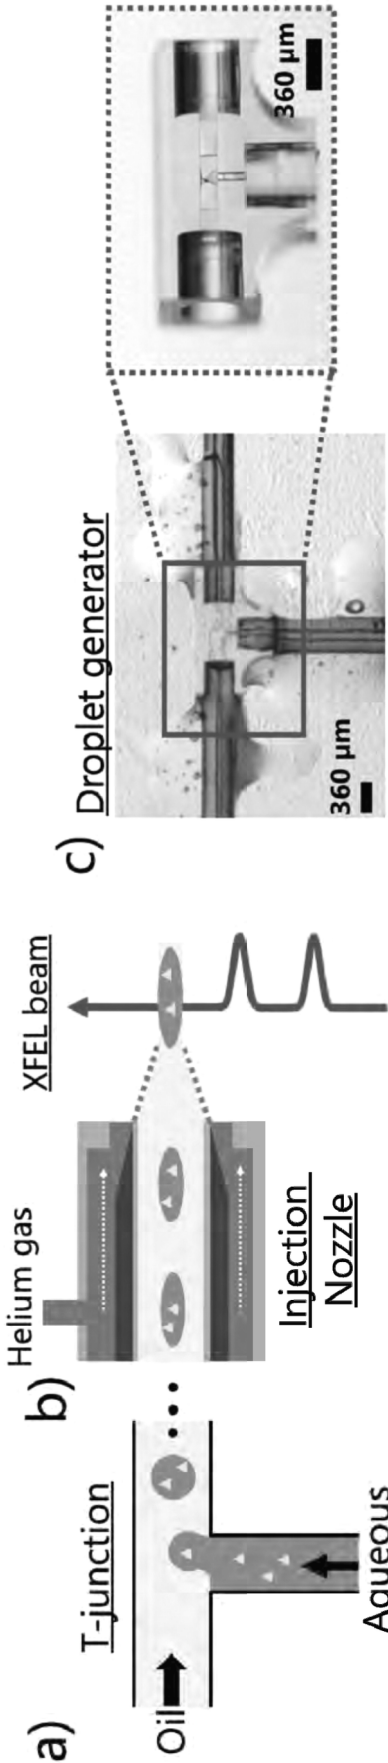 a)
T-junction
Oil
Aqueous
b)
Helium gas
XFEL beam
Injection
Nozzle
c)
Droplet generator
360 µm
360 µm